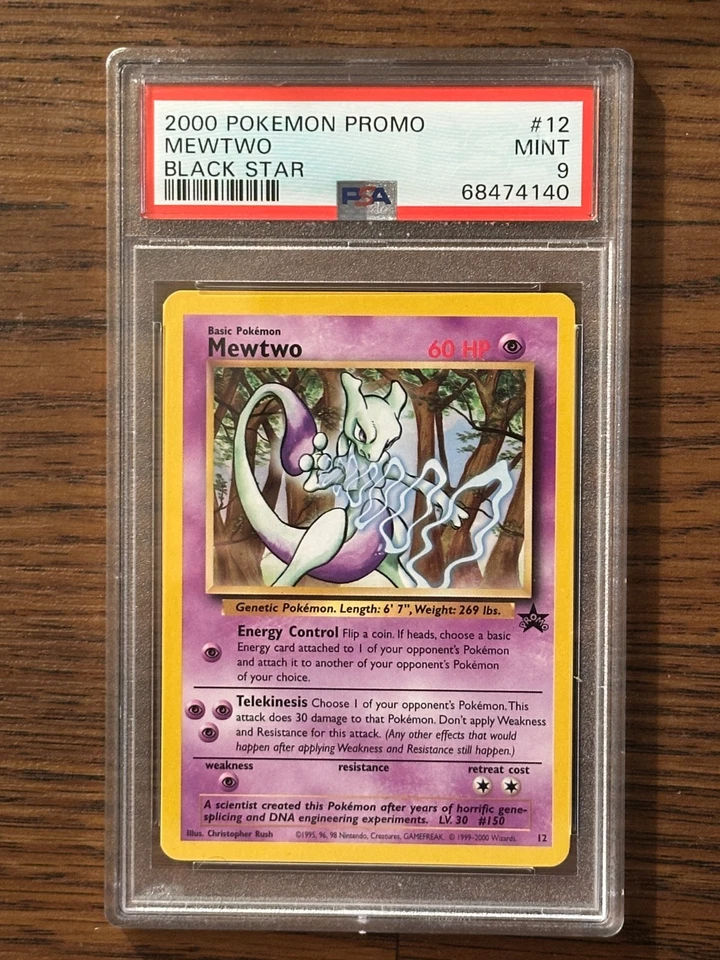 2000 POKEMON PROMO #12
MEWTWO MINT
BLACK STAR 9
PSA 68474140
Basic Pokémon
Mewtwo 60 HP
Genetic Pokémon. Length: 6' 7", Weight: 269 lbs.
PROMO
Energy Control Flip a coin. If heads, choose a basic
Energy card attached to 1 of your opponent's Pokémon
and attach it to another of your opponent's Pokémon
of your choice.
Telekinesis Choose 1 of your opponent's Pokémon. This
attack does 30 damage to that Pokémon. Don't apply Weakness
and Resistance for this attack. (Any other effects that would
happen after applying Weakness and Resistance still happen.)
weakness resistance retreat cost
A scientist created this Pokémon after years of horrific gene-
splicing and DNA engineering experiments. LV. 30 #150
Illus. Christopher Rush ©1995, 96, 98 Nintendo, Creatures, GAMEFREAK. © 1999-2000 Wizards. 12